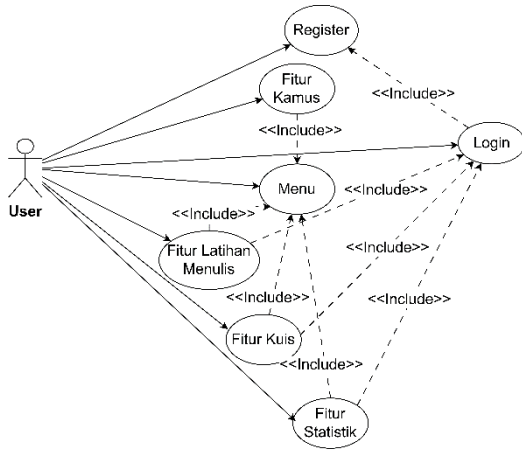 Register
Fitur
Kamus
<<Include>>
<<Include>>
Login
Menu
<<Include>>
<<Include>>
User
Fitur Latihan
Menulis
<<Include>>
<<Include>>
<<Include>>
Fitur Kuis
<<Include>>
Fitur
Statistik